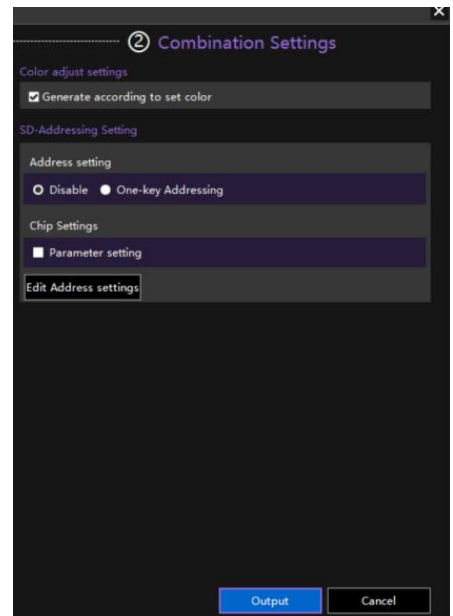 ② Combination Settings
Color adjust settings
Generate according to set color
SD-Addressing Setting
Address setting
Disable One-key Addressing
Chip Settings
Parameter setting
Edit Address settings
Output Cancel